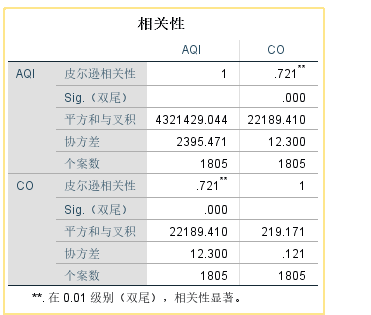 相关性
AQI CO
AQI 皮尔逊相关性 1 .721**
Sig.（双尾） .000
平方和与叉积 4321429.044 22189.410
协方差 2395.471 12.300
个案数 1805 1805
CO 皮尔逊相关性 .721** 1
Sig.（双尾） .000
平方和与叉积 22189.410 219.171
协方差 12.300 .121
个案数 1805 1805
**. 在 0.01 级别（双尾），相关性显著。